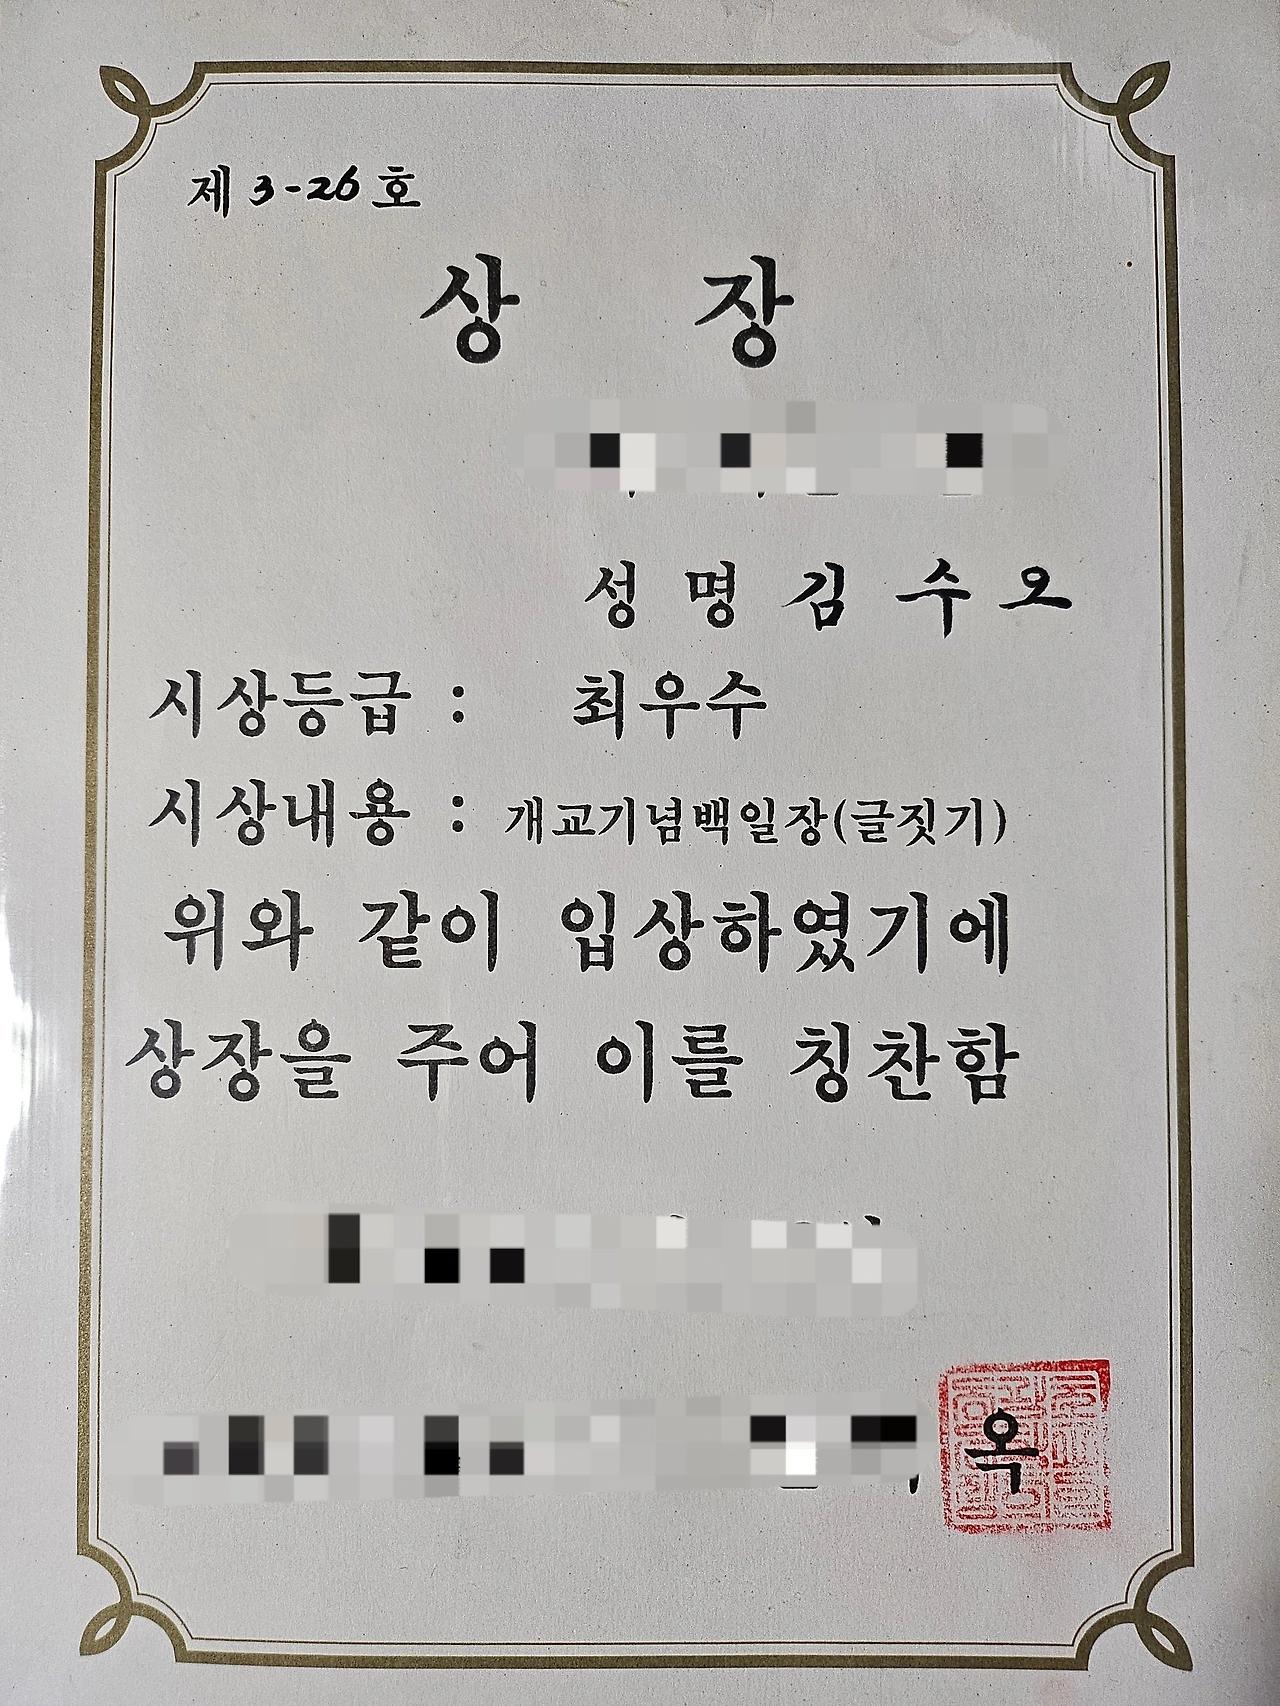 제 3-26 호
상 장
성 명 김 수 오
시상등급 : 최우수
시상내용 : 개교기념백일장(글짓기)
위와 같이 입상하였기에
상장을 주어 이를 칭찬함
옥